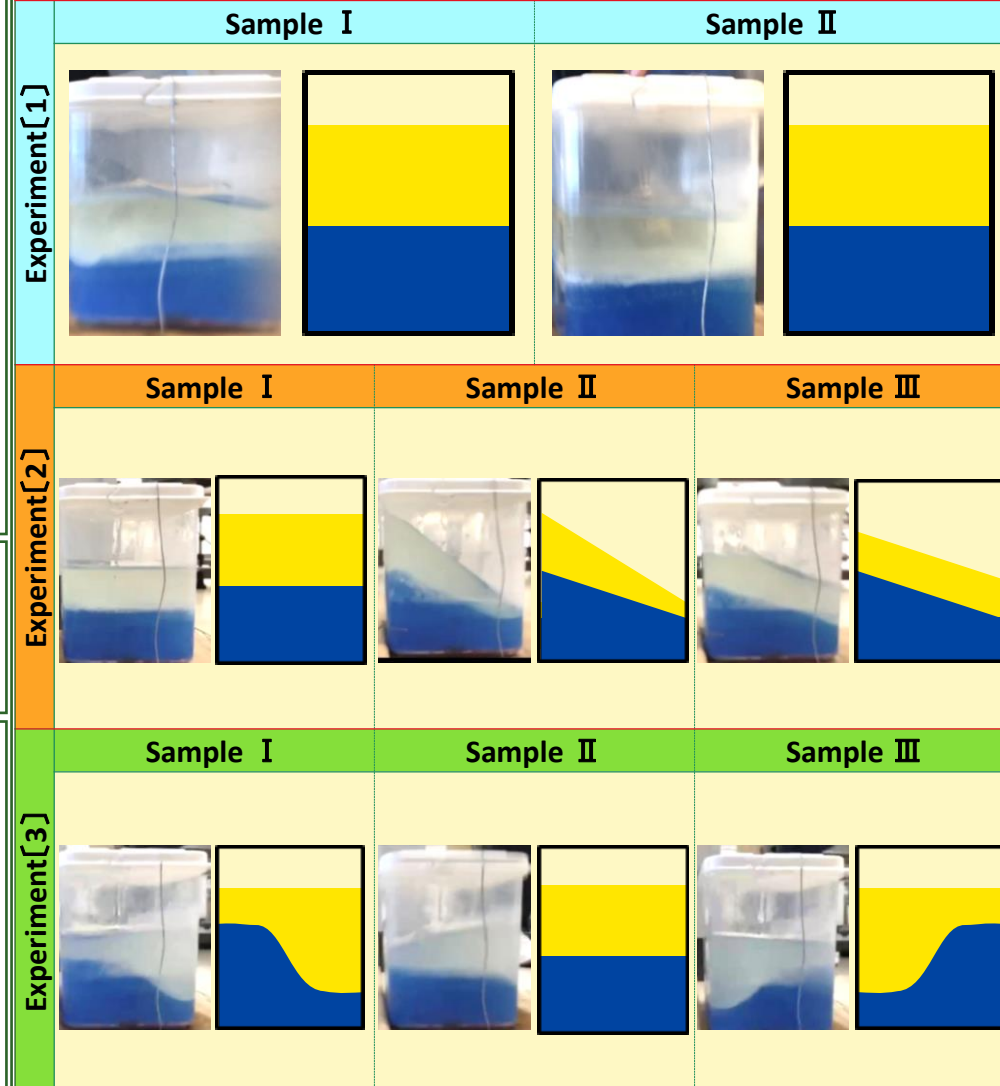 Sample Ⅰ
Sample Ⅱ
Experiment[1]
Sample Ⅰ
Sample Ⅱ
Sample Ⅲ
Experiment[2]
Sample Ⅰ
Sample Ⅱ
Sample Ⅲ
Experiment[3]